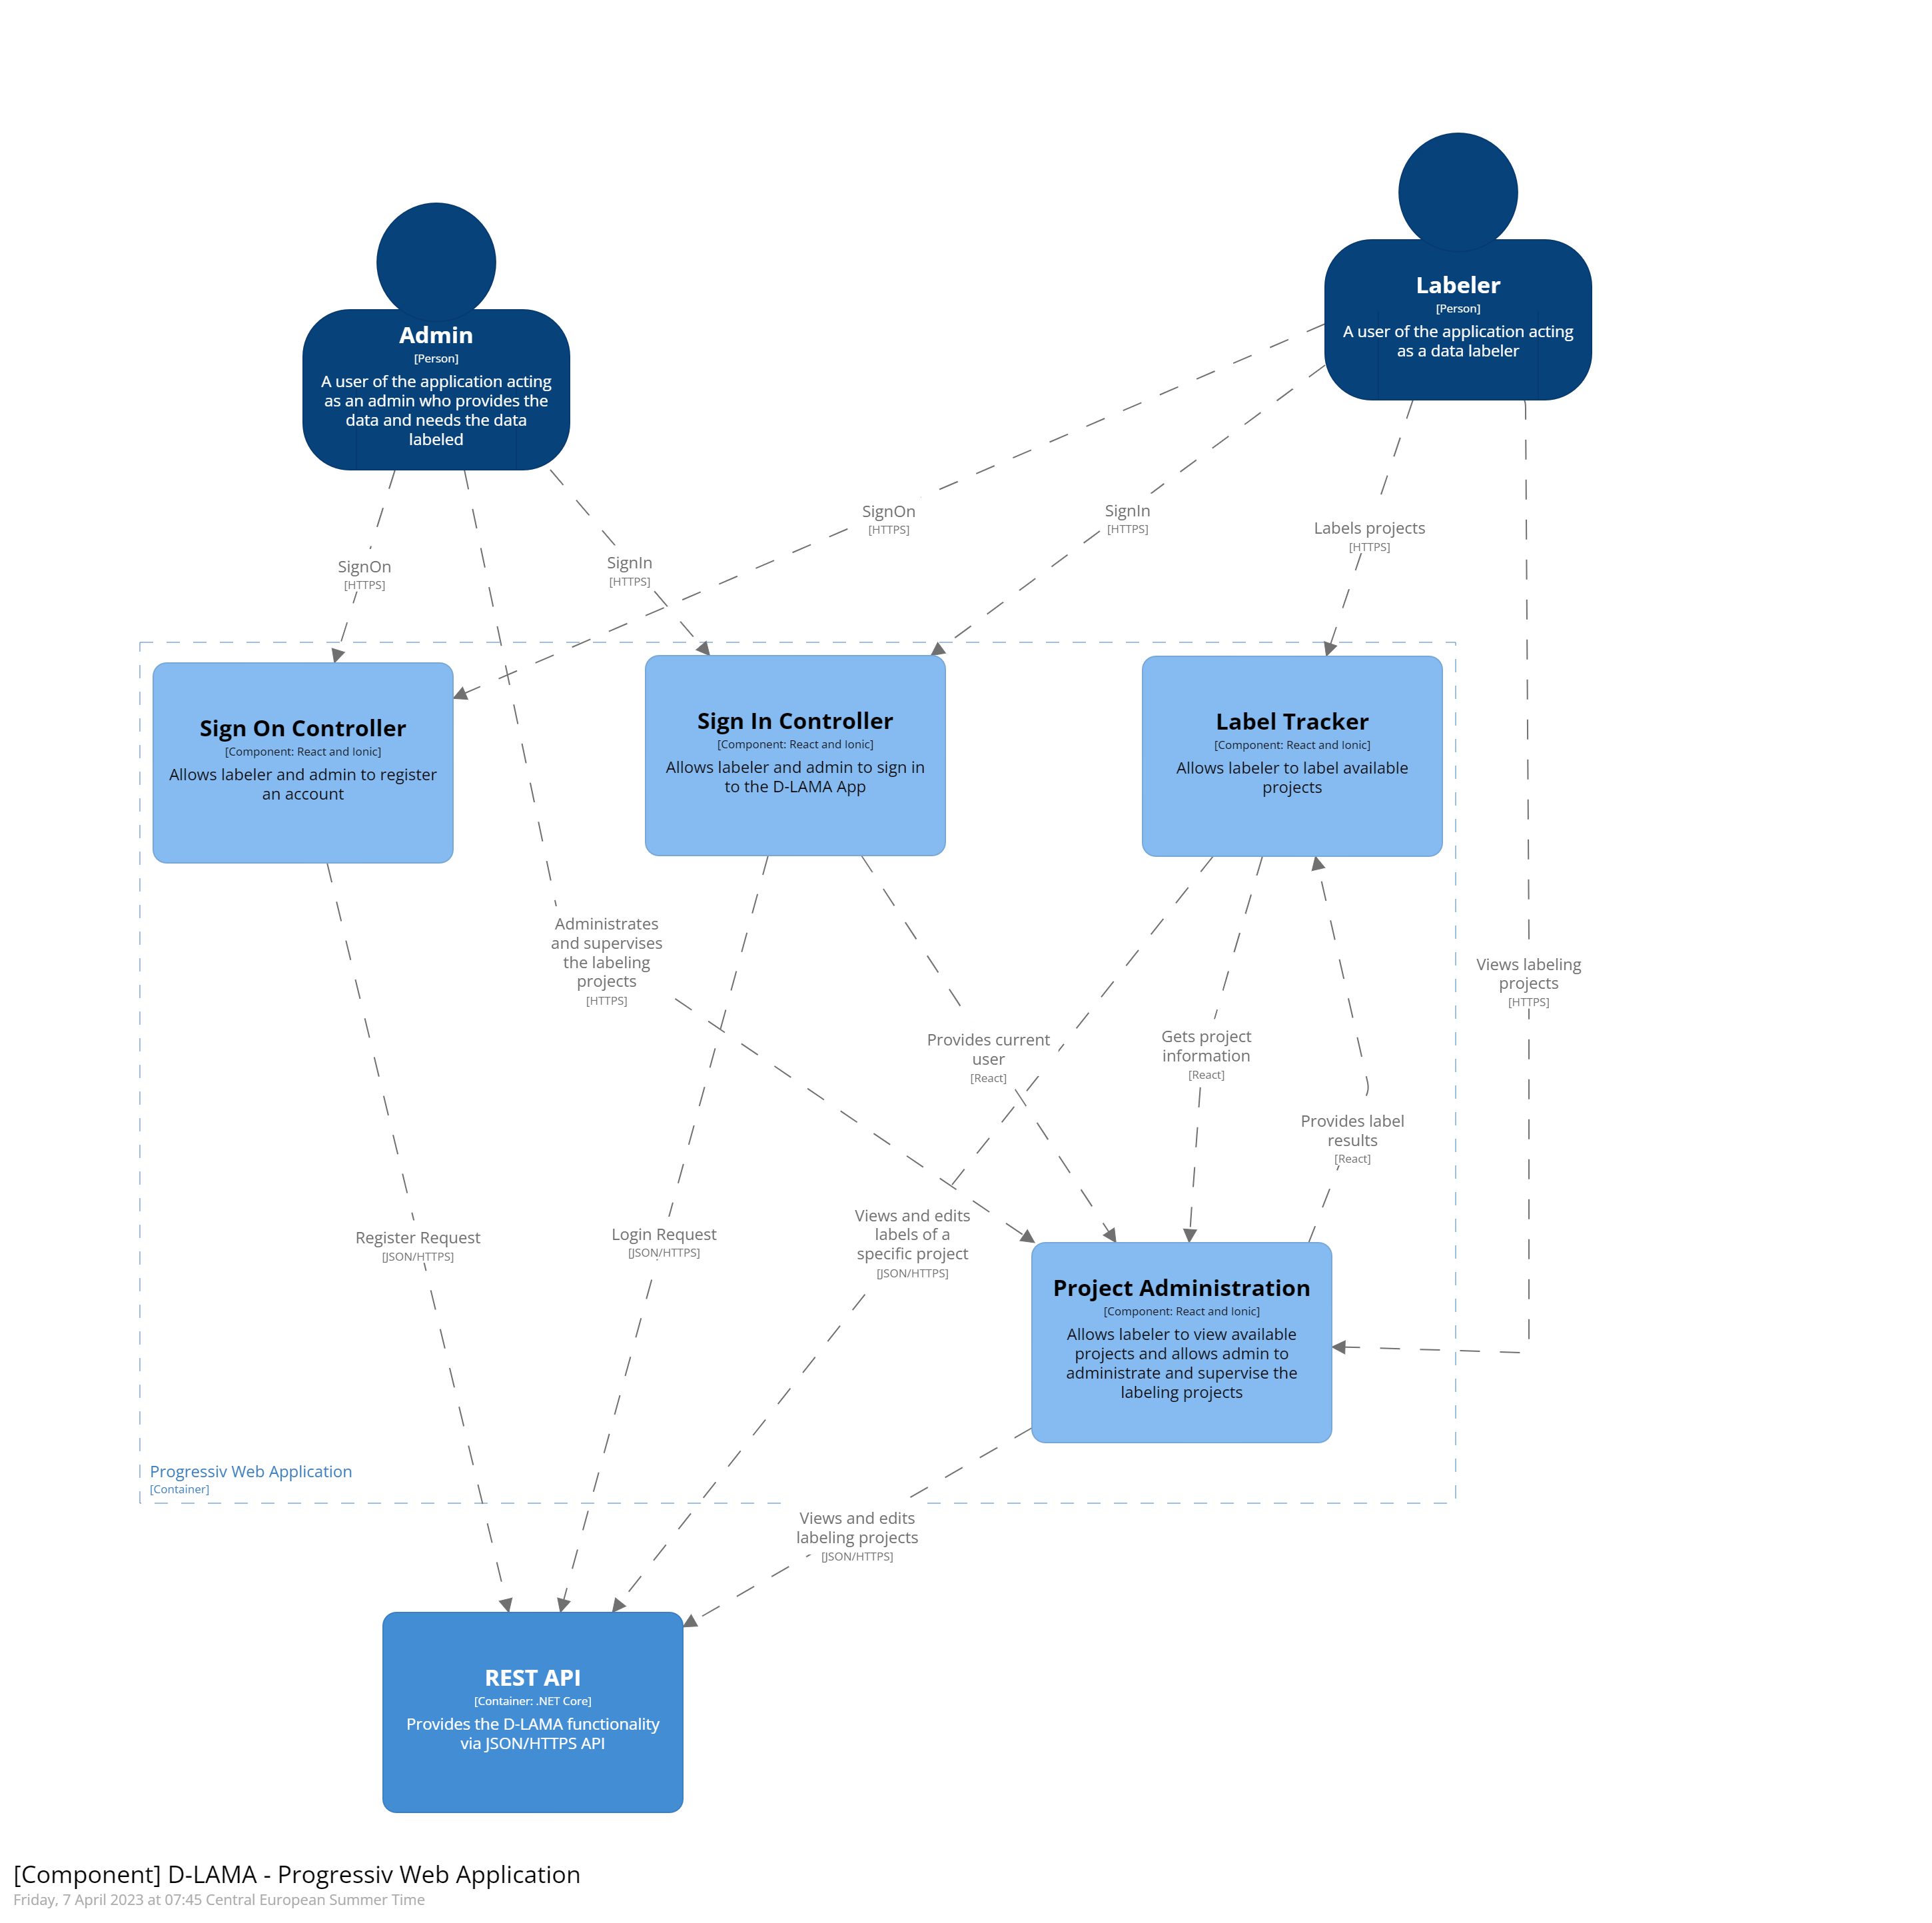 Labeler
[Person]
A user of the application acting
as a data labeler
Admin
[Person]
A user of the application acting
as an admin who provides the
data and needs the data
labeled
SignOn
[HTTPS]
SignIn
[HTTPS]
Labels projects
[HTTPS]
SignOn
[HTTPS]
SignIn
[HTTPS]
Sign On Controller
[Component: React and Ionic]
Allows labeler and admin to register
an account
Sign In Controller
[Component: React and Ionic]
Allows labeler and admin to sign in
to the D-LAMA App
Label Tracker
[Component: React and Ionic]
Allows labeler to label available
projects
Administrates
and supervises
the labeling
projects
[HTTPS]
Views labeling
projects
[HTTPS]
Provides current
user
[React]
Gets project
information
[React]
Provides label
results
[React]
Register Request
[JSON/HTTPS]
Login Request
[JSON/HTTPS]
Views and edits
labels of a
specific project
[JSON/HTTPS]
Project Administration
[Component: React and Ionic]
Allows labeler to view available
projects and allows admin to
administrate and supervise the
labeling projects
Progressiv Web Application
[Container]
Views and edits
labeling projects
[JSON/HTTPS]
REST API
[Container: .NET Core]
Provides the D-LAMA functionality
via JSON/HTTPS API
[Component] D-LAMA - Progressiv Web Application
Friday, 7 April 2023 at 07:45 Central European Summer Time